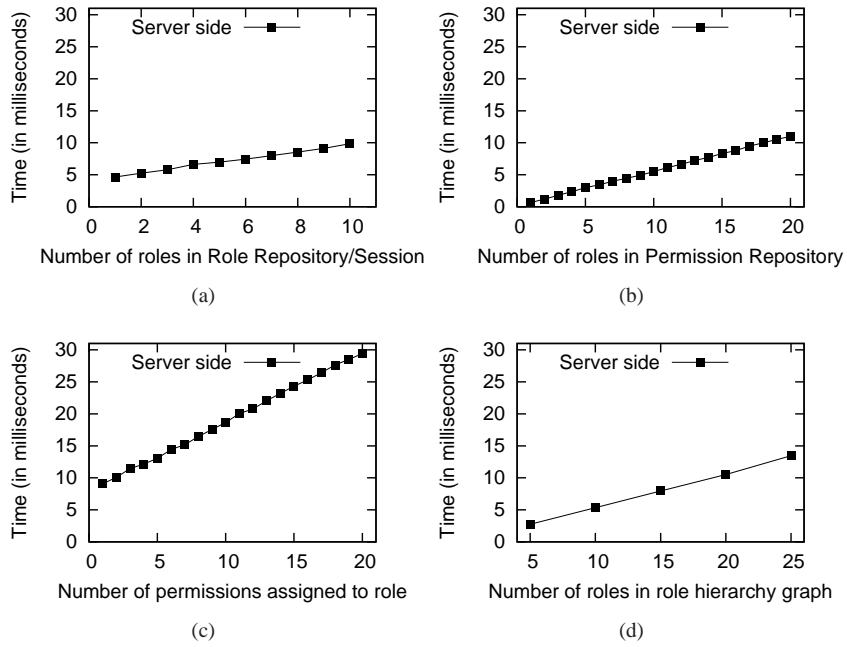 30
25
20
15
10
5
0
Time (in milliseconds)
Server side
0 2 4 6 8 10
Number of roles in Role Repository/Session
(a)
30
25
20
15
10
5
0
Time (in milliseconds)
Server side
0 5 10 15 20
Number of roles in Permission Repository
(b)
30
25
20
15
10
5
0
Time (in milliseconds)
Server side
0 5 10 15 20
Number of permissions assigned to role
(c)
30
25
20
15
10
5
0
Time (in milliseconds)
Server side
5 10 15 20 25
Number of roles in role hierarchy graph
(d)